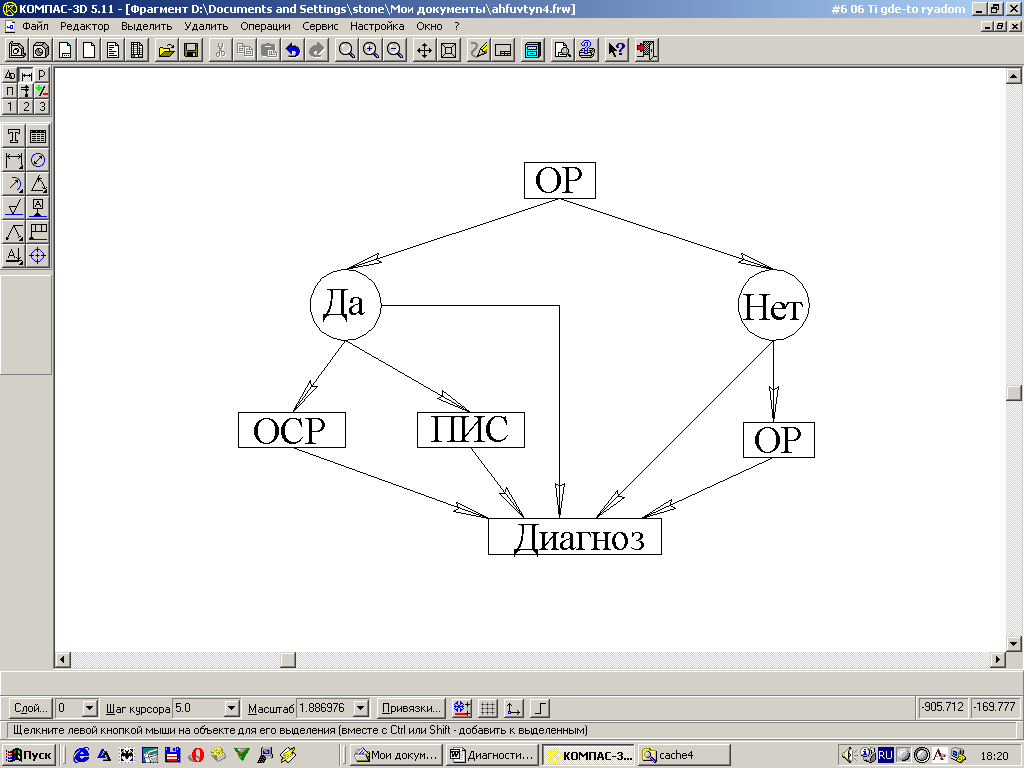 КОМПАС-3D 5.11 - [Фрагмент D:\Documents and Settings\stone\Мои документы\ahfuvtyn4.frw]
#6 06 Ti gde-to ryadom
Файл Редактор Выделить Удалить Операции Сервис Настройка Окно ?
P
1 2 3
ОР
Да
Нет
ОСР
ПИС
ОР
Диагноз
Слой... 0 Шаг курсора 5.0 Масштаб 1.886976 Привязки... -905.712 -169.777
Щелкните левой кнопкой мыши на объекте для его выделения (вместе с Ctrl или Shift - добавить к выделенным)
Пуск Мои докум... Диагности... КОМПАС-3... cache4 RU 18:20